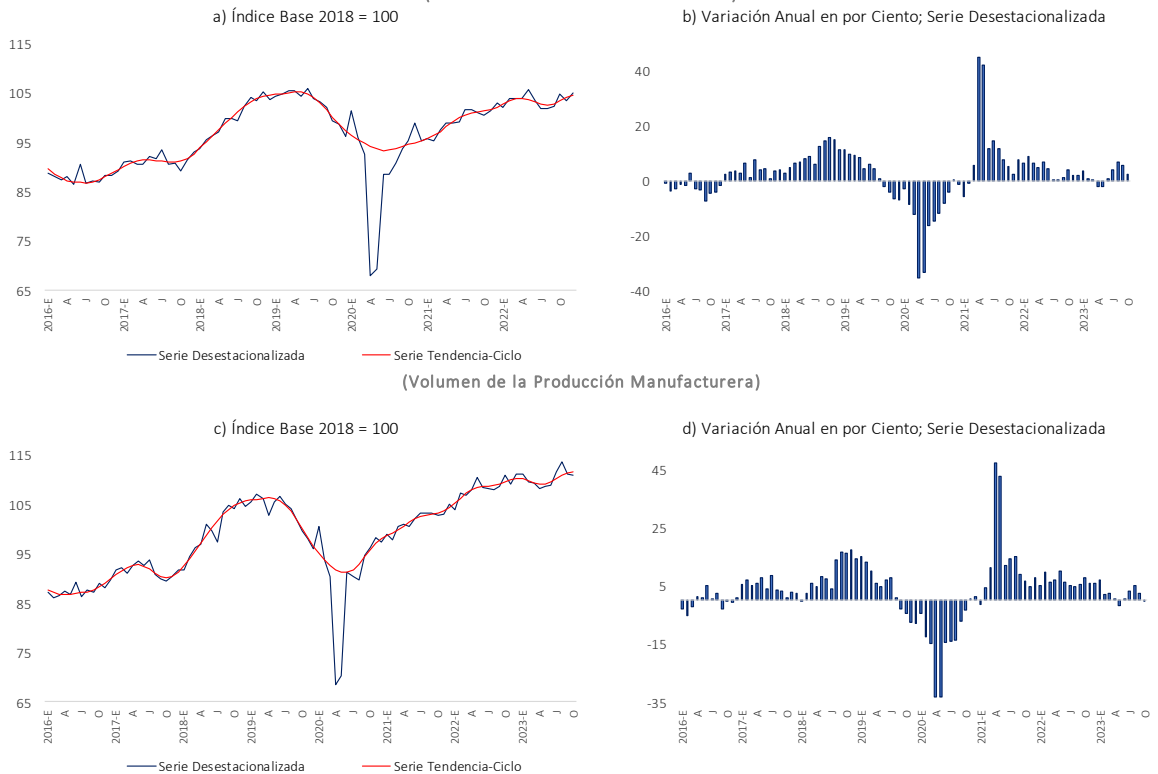 a) Índice Base 2018 = 100
b) Variación Anual en por Ciento; Serie Desestacionalizada
115
105
95
85
75
65
2016-E A J O 2017-E A J O 2018-E A J O 2019-E A J O 2020-E A J O 2021-E A J O 2022-E A J O
40
20
0
-20
-40
2016-E A J O 2017-E A J O 2018-E A J O 2019-E A J O 2020-E A J O 2021-E A J O 2022-E A J O 2023-E A J O
Serie Desestacionalizada Serie Tendencia-Ciclo
(Volumen de la Producción Manufacturera)
c) Índice Base 2018 = 100
d) Variación Anual en por Ciento; Serie Desestacionalizada
115
105
95
85
75
65
2016-E A J O 2017-E A J O 2018-E A J O 2019-E A J O 2020-E A J O 2021-E A J O 2022-E A J O 2023-E A J O
45
25
5
-15
-35
2016-E A J O 2017-E A J O 2018-E A J O 2019-E A J O 2020-E A J O 2021-E A J O 2022-E A J O 2023-E A J O
Serie Desestacionalizada Serie Tendencia-Ciclo